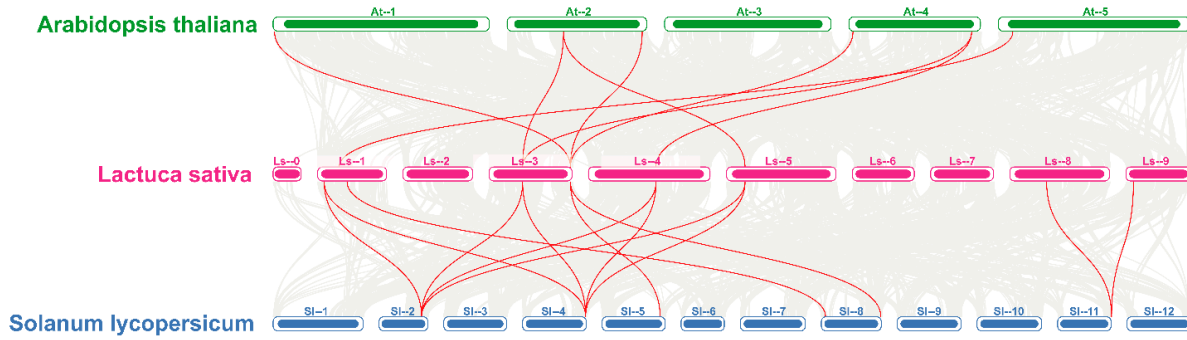 At--1 At--2 At--3 At--4 At--5
Arabidopsis thaliana
Ls--0 Ls--1 Ls--2 Ls--3 Ls--4 Ls--5 Ls--6 Ls--7 Ls--8 Ls--9
Lactuca sativa
Sl--1 Sl--2 Sl--3 Sl--4 Sl--5 Sl--6 Sl--7 Sl--8 Sl--9 Sl--10 Sl--11 Sl--12
Solanum lycopersicum